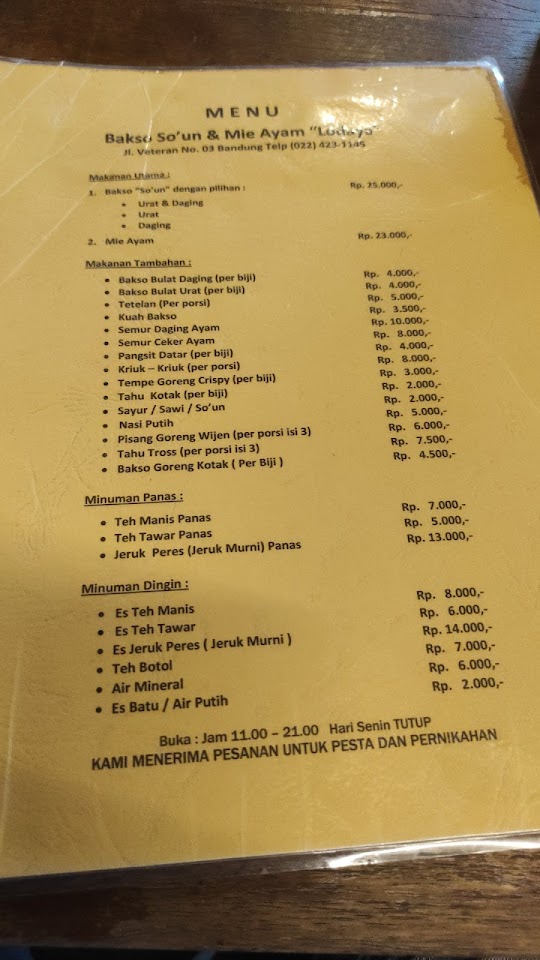 MENU
Bakso So'un & Mie Ayam "Lodaya"
Jl. Veteran No. 03 Bandung Telp (022) 423-1145
Makanan Utama :
1. Bakso "So'un" dengan pilihan : Rp. 25.000,-
• Urat & Daging
• Urat
• Daging
2. Mie Ayam Rp. 23.000,-
Makanan Tambahan :
• Bakso Bulat Daging (per biji) Rp. 4.000,-
• Bakso Bulat Urat (per biji) Rp. 4.000,-
• Tetelan (Per porsi) Rp. 5.000,-
• Kuah Bakso Rp. 3.500,-
• Semur Daging Ayam Rp. 10.000,-
• Semur Ceker Ayam Rp. 8.000,-
• Pangsit Datar (per biji) Rp. 4.000,-
• Kriuk – Kriuk (per porsi) Rp. 8.000,-
• Tempe Goreng Crispy (per biji) Rp. 3.000,-
• Tahu Kotak (per biji) Rp. 2.000,-
• Sayur / Sawi / So'un Rp. 2.000,-
• Nasi Putih Rp. 5.000,-
• Pisang Goreng Wijen (per porsi isi 3) Rp. 6.000,-
• Tahu Tross (per porsi isi 3) Rp. 7.500,-
• Bakso Goreng Kotak ( Per Biji ) Rp. 4.500,-
Minuman Panas :
• Teh Manis Panas Rp. 7.000,-
• Teh Tawar Panas Rp. 5.000,-
• Jeruk Peres (Jeruk Murni) Panas Rp. 13.000,-
Minuman Dingin :
• Es Teh Manis Rp. 8.000,-
• Es Teh Tawar Rp. 6.000,-
• Es Jeruk Peres ( Jeruk Murni ) Rp. 14.000,-
• Teh Botol Rp. 7.000,-
• Air Mineral Rp. 6.000,-
• Es Batu / Air Putih Rp. 2.000,-
Buka : Jam 11.00 – 21.00 Hari Senin TUTUP
KAMI MENERIMA PESANAN UNTUK PESTA DAN PERNIKAHAN